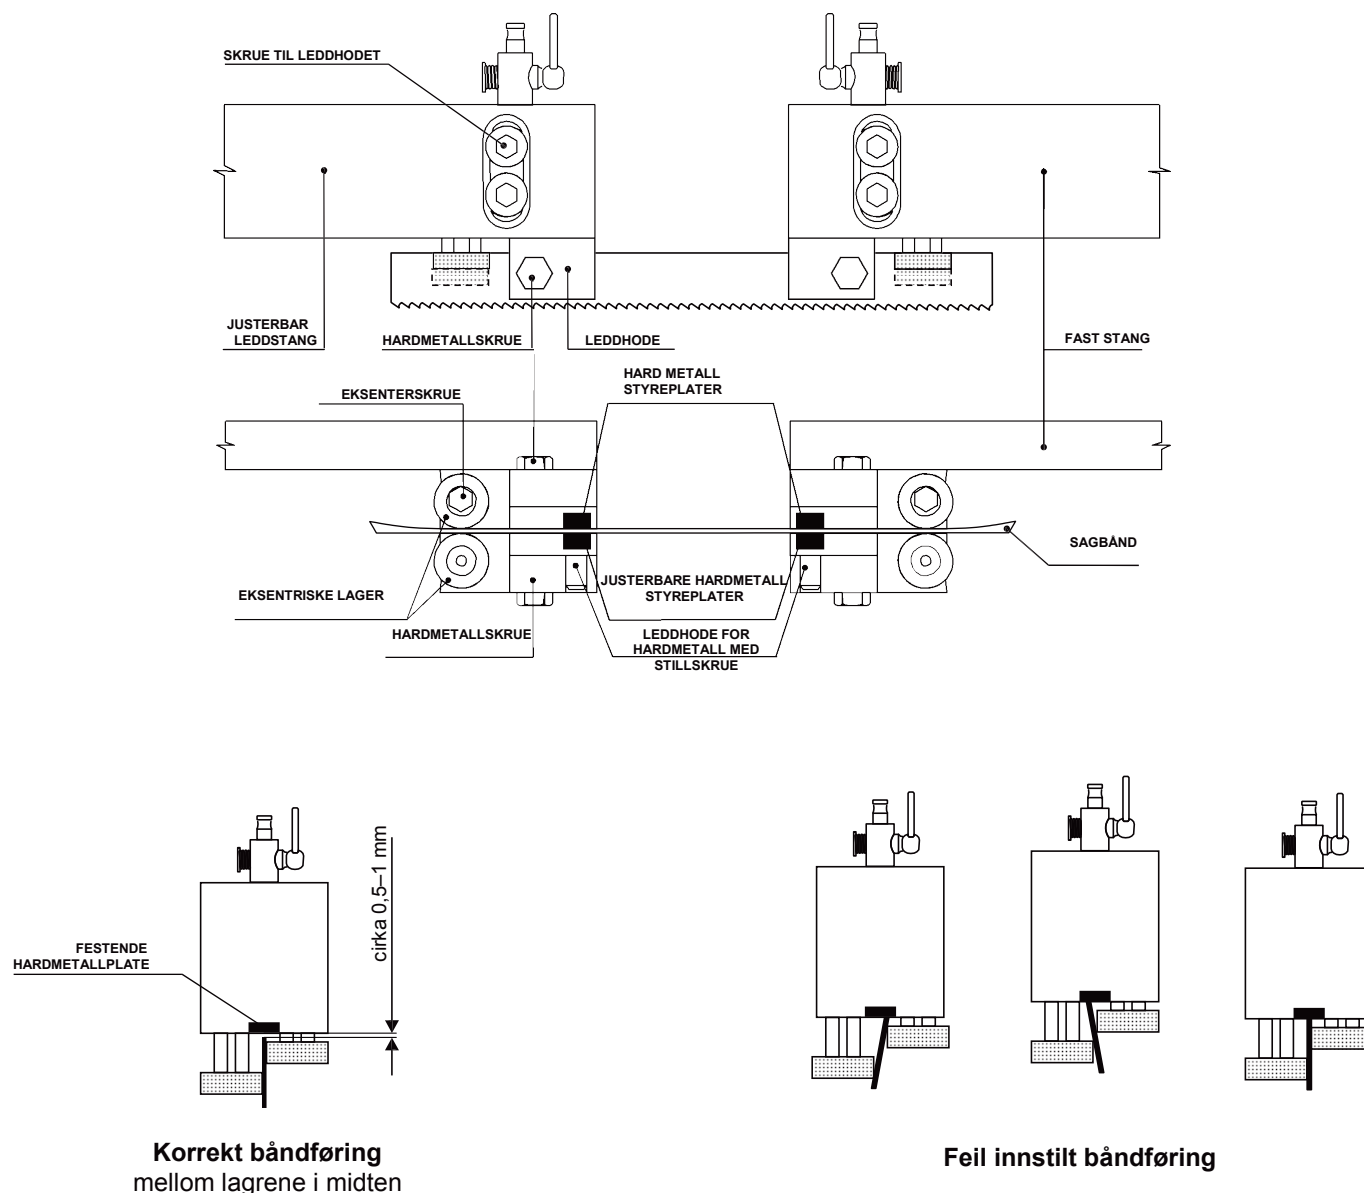 SKRUE TIL LEDDHODET
JUSTERBAR
LEDDSTANG
HARDMETALLSKRUE
LEDDHODE
FAST STANG
HARD METALL
STYREPLATER
EKSENTERSKRUE
SAGBÅND
JUSTERBARE HARDMETALL
STYREPLATER
EKSENTRISKE LAGER
HARDMETALLSKRUE
LEDDHODE FOR
HARDMETALL MED
STILLSKRUE
cirka 0,5–1 mm
FESTENDE
HARDMETALLPLATE
Korrekt båndføring
mellom lagrene i midten
Feil innstilt båndføring